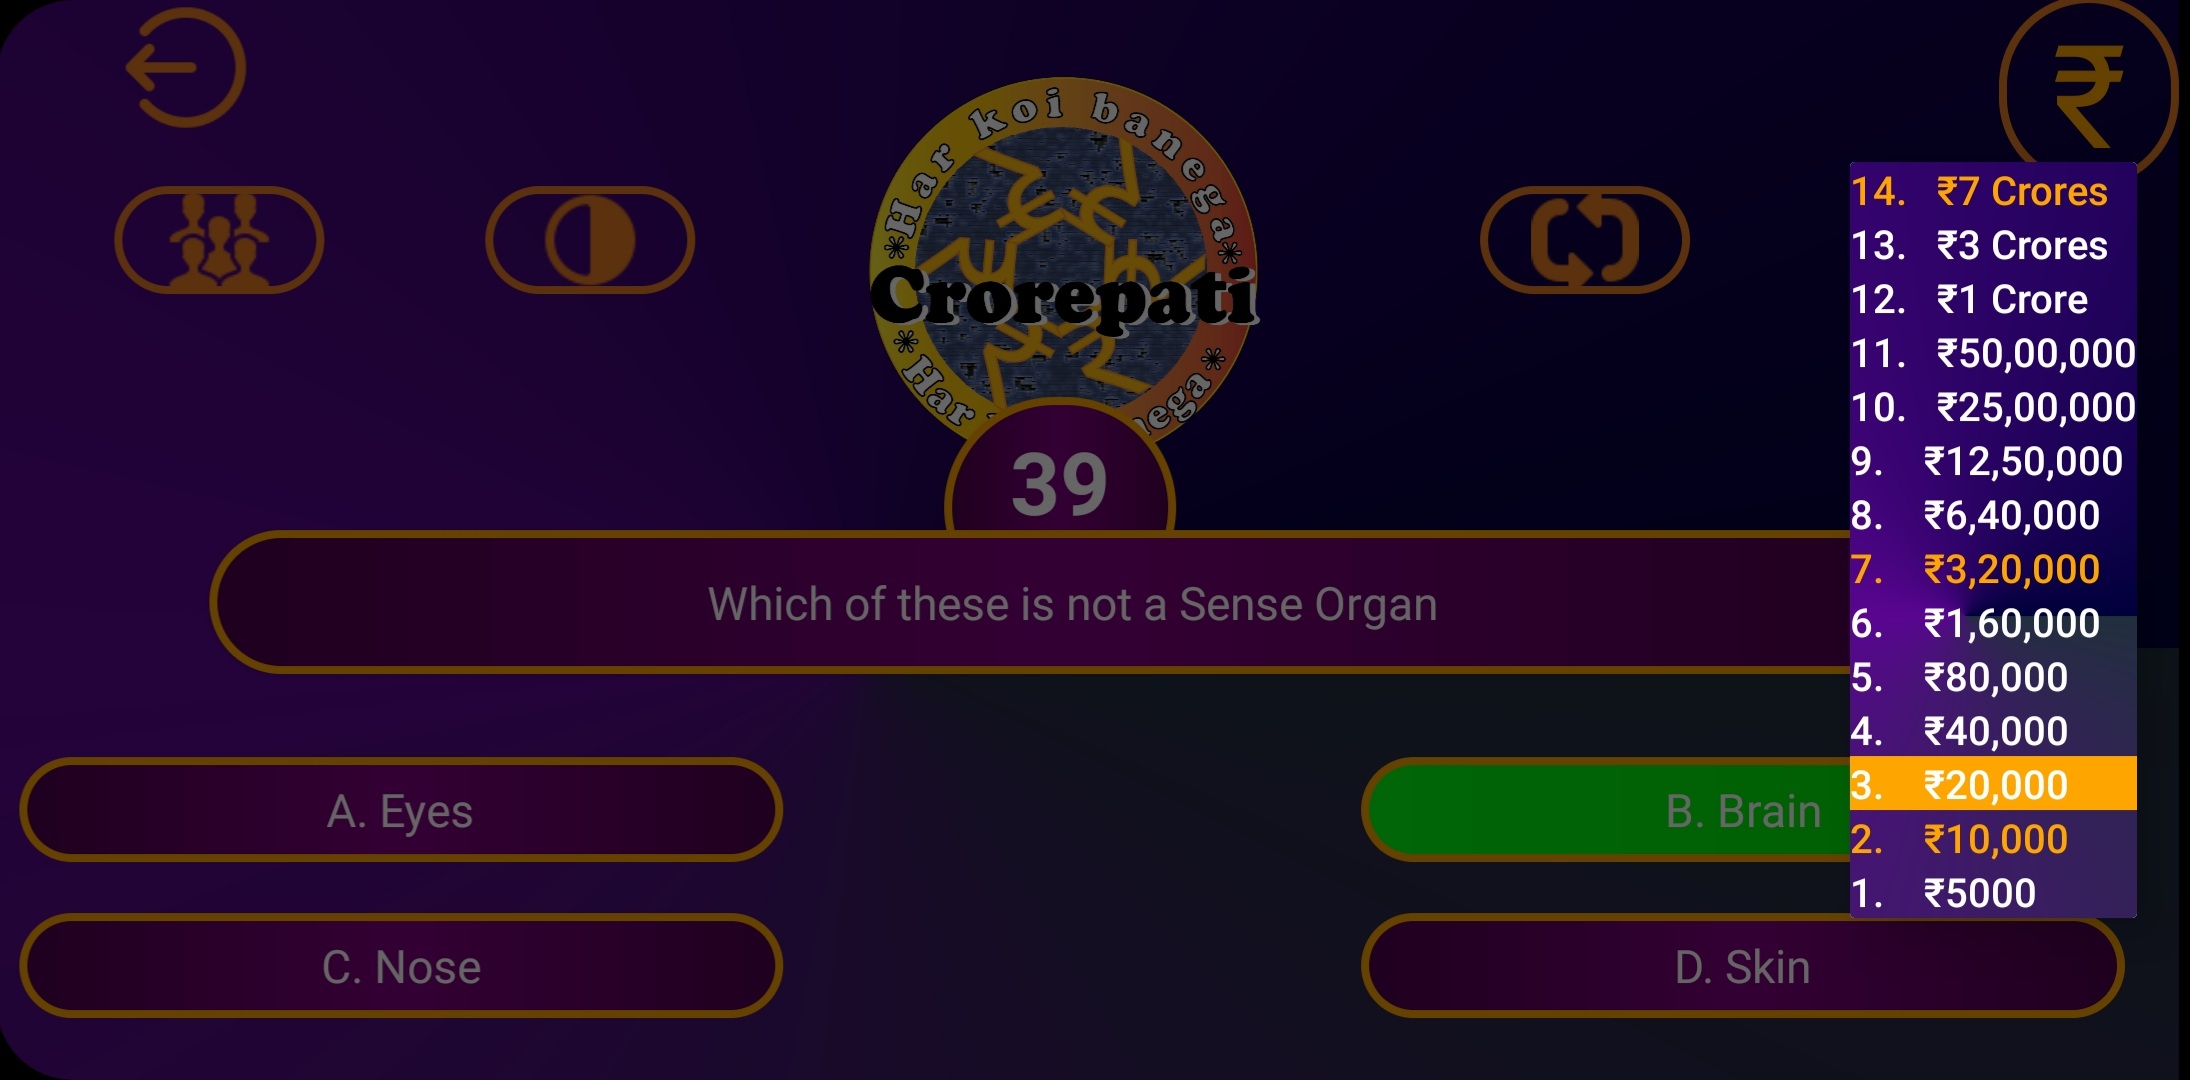 ₹
*Har koi banega*
Crorepati
*Har
nega*
39
Which of these is not a Sense Organ
A. Eyes
B. Brain
C. Nose
D. Skin
14. ₹7 Crores
13. ₹3 Crores
12. ₹1 Crore
11. ₹50,00,000
10. ₹25,00,000
9. ₹12,50,000
8. ₹6,40,000
7. ₹3,20,000
6. ₹1,60,000
5. ₹80,000
4. ₹40,000
3. ₹20,000
2. ₹10,000
1. ₹5000